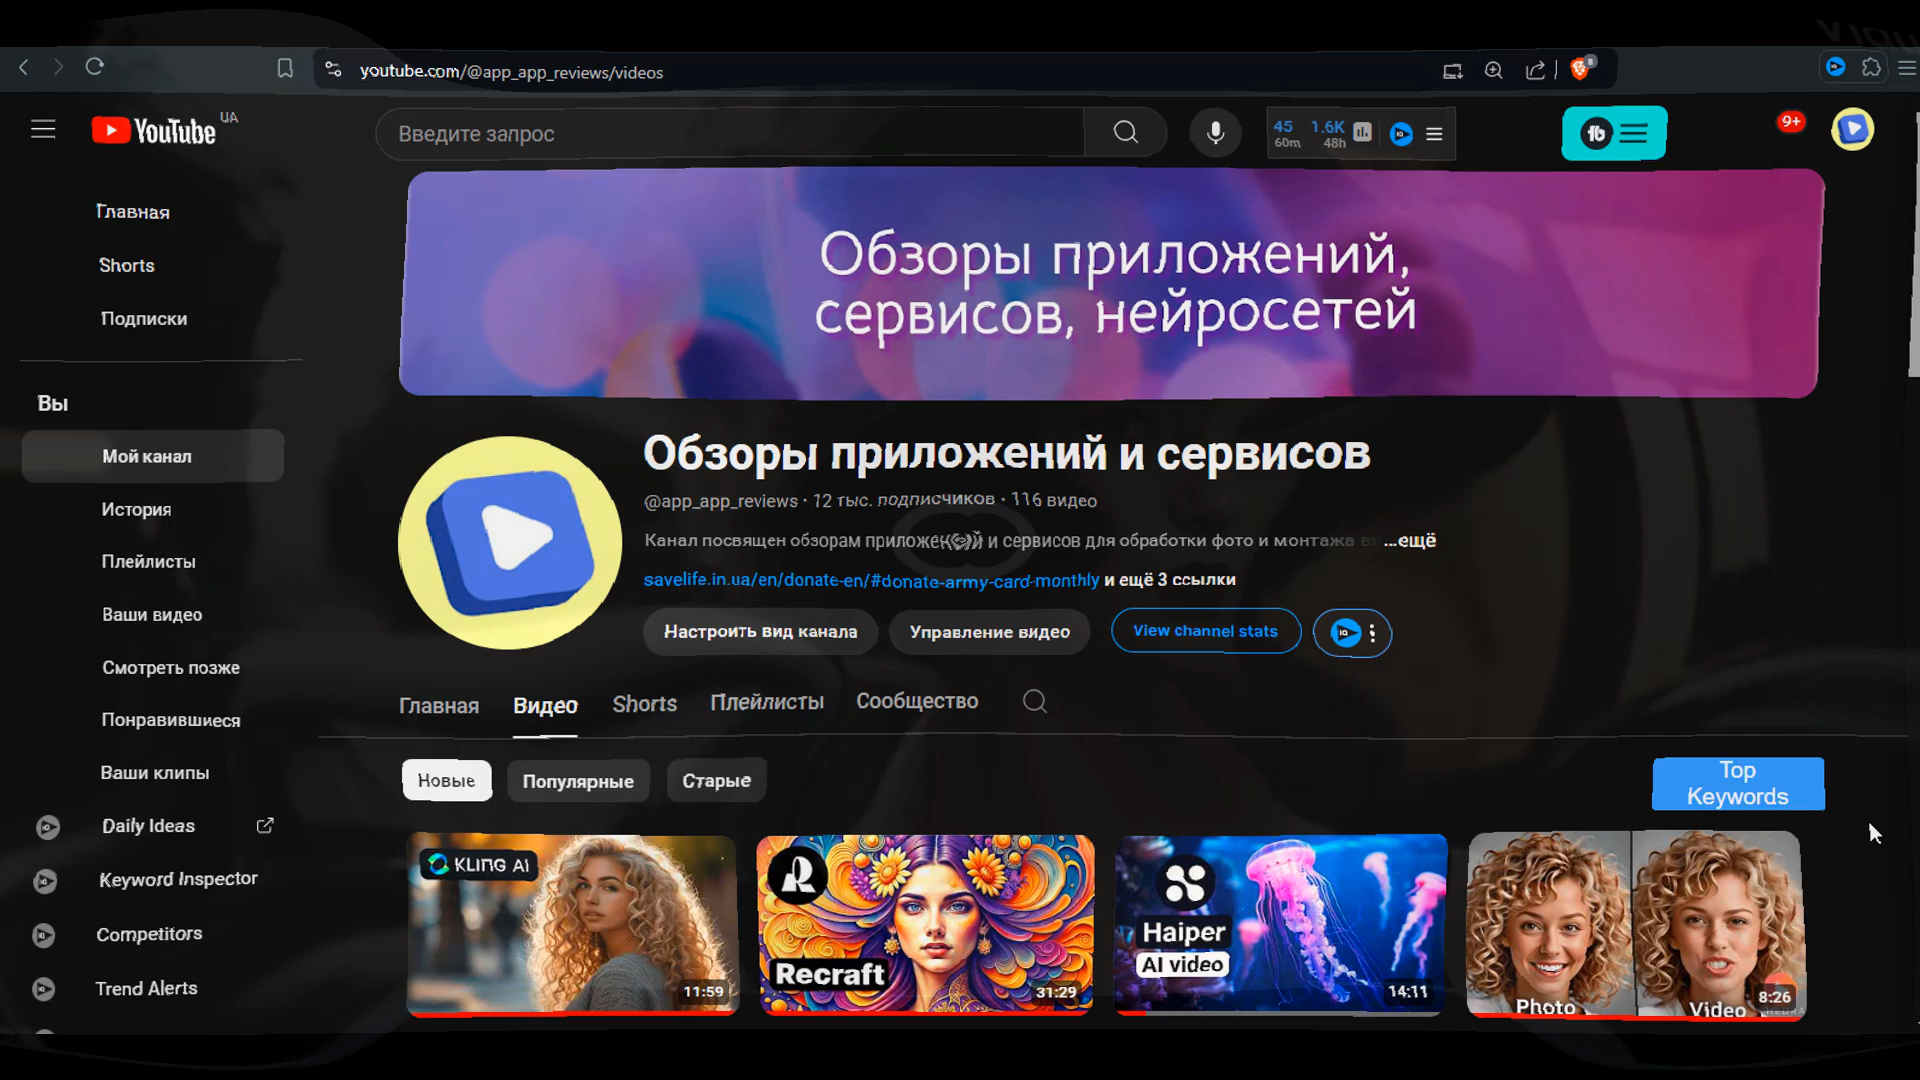 youtube.com/@app_app_reviews/videos
8
YouTube UA
Введите запрос
45 1.6K
60m 48h
9+
Главная
Shorts
Подписки
Вы
Мой канал
История
Плейлисты
Ваши видео
Смотреть позже
Понравившиеся
Ваши клипы
Daily Ideas
Keyword Inspector
Competitors
Trend Alerts
Обзоры приложений,
сервисов, нейросетей
Обзоры приложений и сервисов
@app_app_reviews · 12 тыс. подписчиков · 116 видео
Канал посвящен обзорам приложений и сервисов для обработки фото и монтажа ...ещё
savelife.in.ua/en/donate-en/#donate-army-card-monthly и ещё 3 ссылки
Настроить вид канала
Управление видео
View channel stats
Главная
Видео
Shorts
Плейлисты
Сообщество
Новые
Популярные
Старые
Top
Keywords
KLING AI
11:59
Recraft
31:29
Haiper
AI video
14:11
Photo
Video
8:26